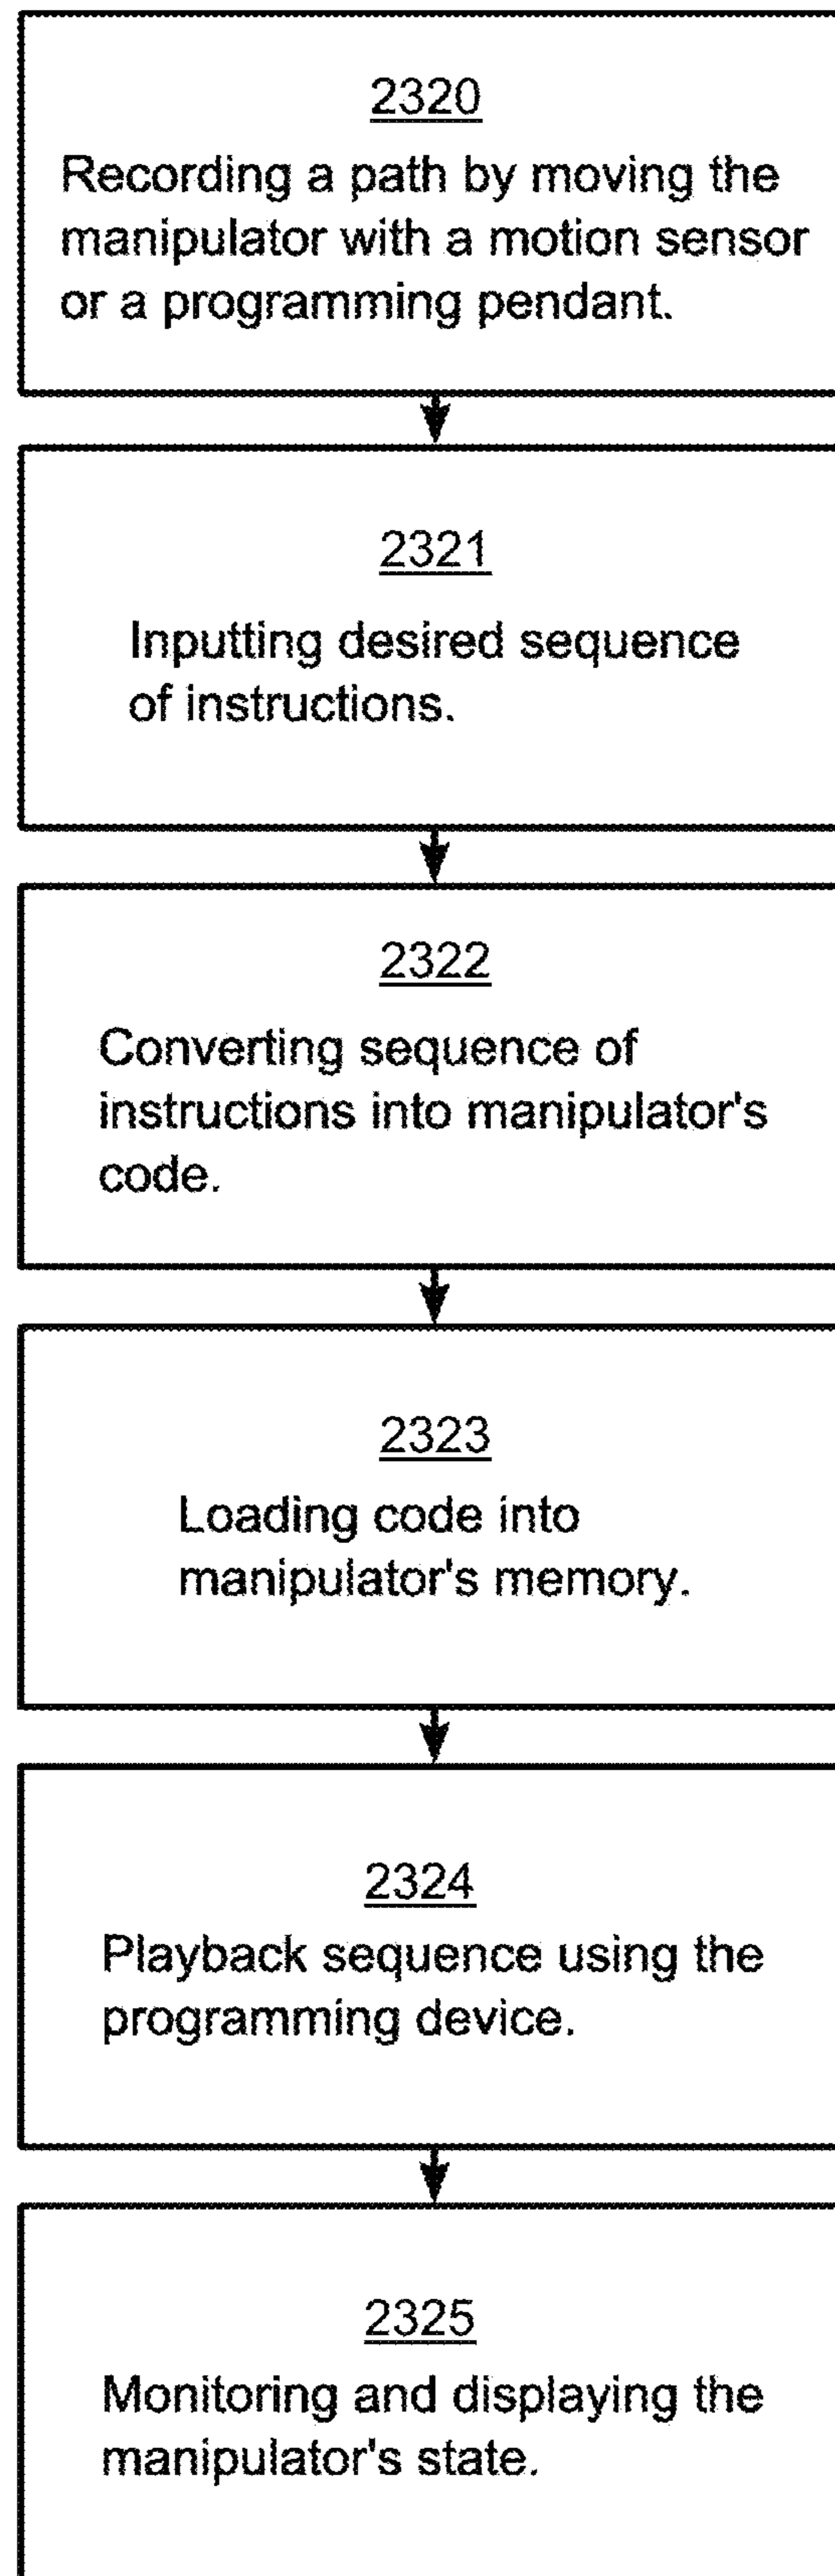 2320
Recording a path by moving the
manipulator with a motion sensor
or a programming pendant.
2321
Inputting desired sequence
of instructions.
2322
Converting sequence of
instructions into manipulator's
code.
2323
Loading code into
manipulator's memory.
2324
Playback sequence using the
programming device.
2325
Monitoring and displaying the
manipulator's state.